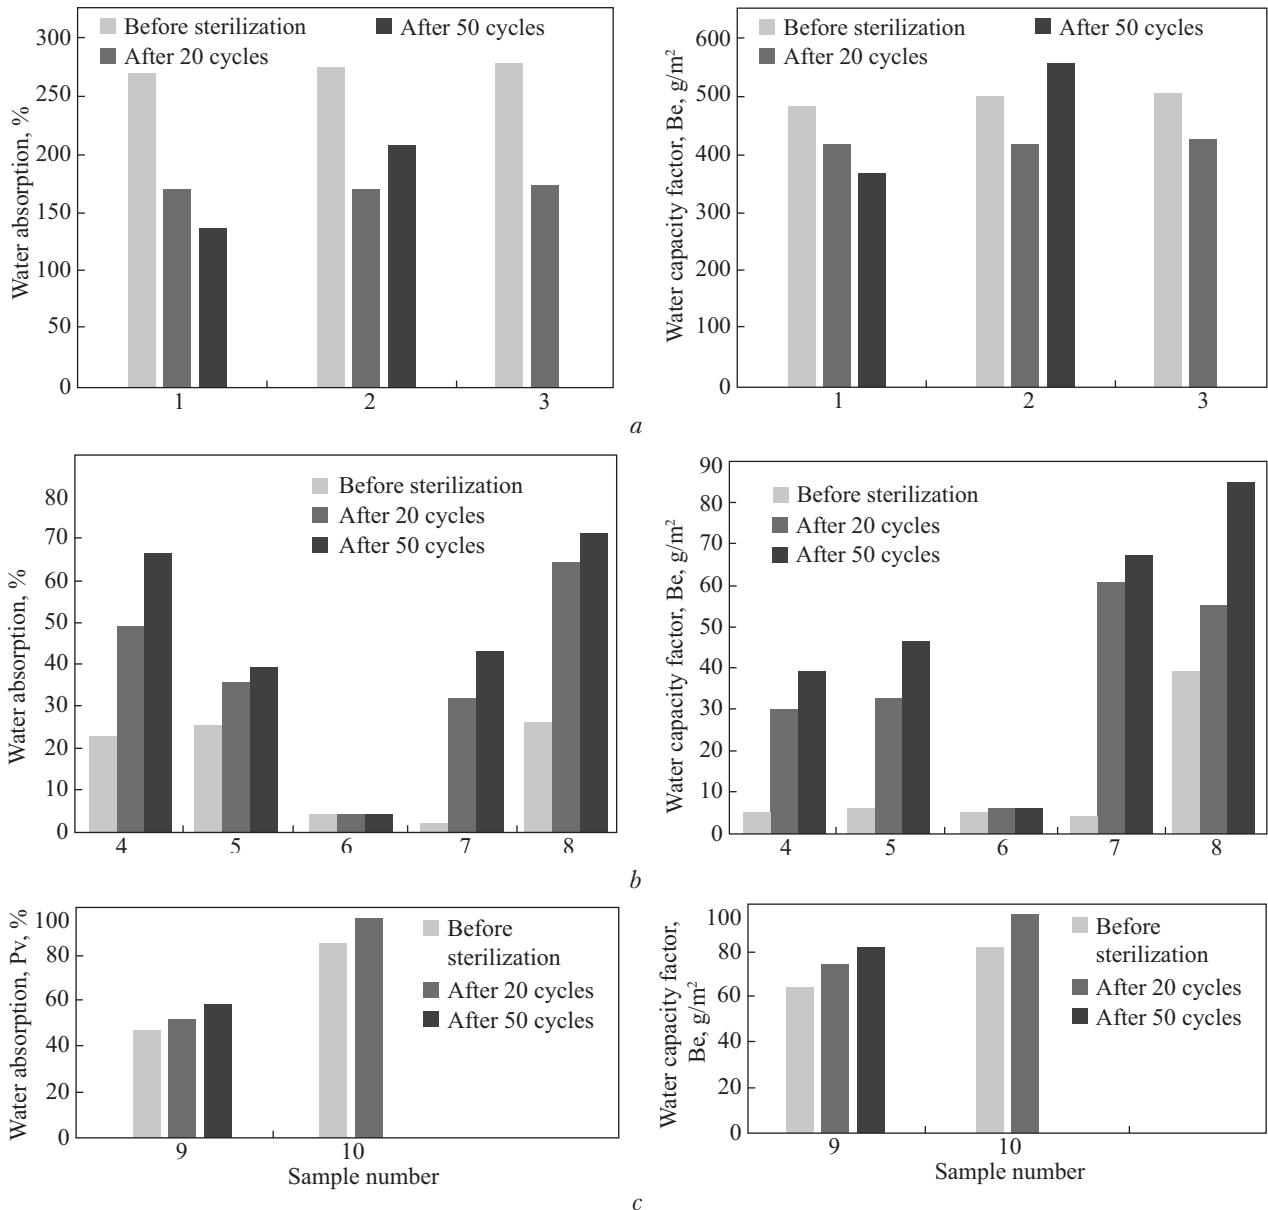 Water absorption, %
300
250
200
150
100
50
0
Before sterilization
After 20 cycles
After 50 cycles
1
2
3
Water capacity factor, Be, g/m²
600
500
400
300
200
100
0
Before sterilization
After 20 cycles
After 50 cycles
1
2
3
a
Water absorption, %
80
70
60
50
40
30
20
10
0
Before sterilization
After 20 cycles
After 50 cycles
4
5
6
7
8
Water capacity factor, Be, g/m²
90
80
70
60
50
40
30
20
10
0
Before sterilization
After 20 cycles
After 50 cycles
4
5
6
7
8
b
Water absorption, Pv, %
100
80
60
40
20
0
Before
sterilization
After 20 cycles
After 50 cycles
9
10
Sample number
Water capacity factor,
Be, g/m²
100
80
60
40
20
0
Before
sterilization
After 20 cycles
After 50 cycles
9
10
Sample number
c